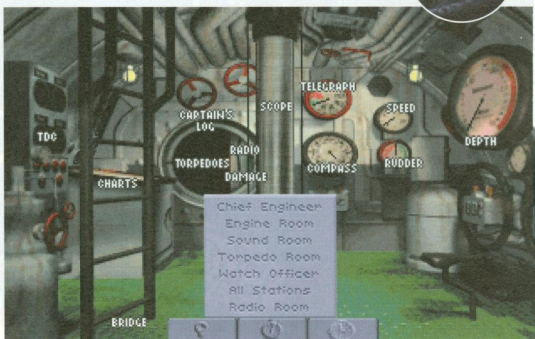 TELEGRAPH
CAPTAIN'S
LOG
SCOPE
SPEED
TDC
RADIO
DEPTH
TORPEDOES
COMPASS
RUDDER
DAMAGE
CHARTS
Chief Engineer
Engine Room
Sound Room
Torpedo Room
Watch Officer
All Stations
Radio Room
BRIDGE